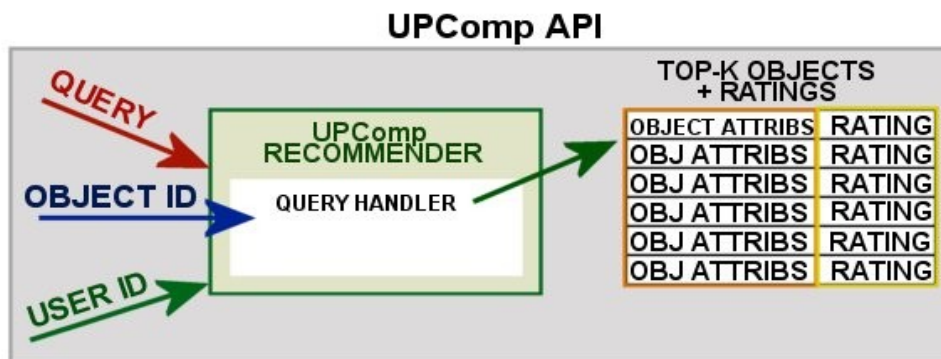 UPComp API
QUERY
OBJECT ID
USER ID
UPComp
RECOMMENDER
QUERY HANDLER
TOP-K OBJECTS
+ RATINGS
OBJECT ATTRIBS RATING
OBJ ATTRIBS RATING
OBJ ATTRIBS RATING
OBJ ATTRIBS RATING
OBJ ATTRIBS RATING
OBJ ATTRIBS RATING